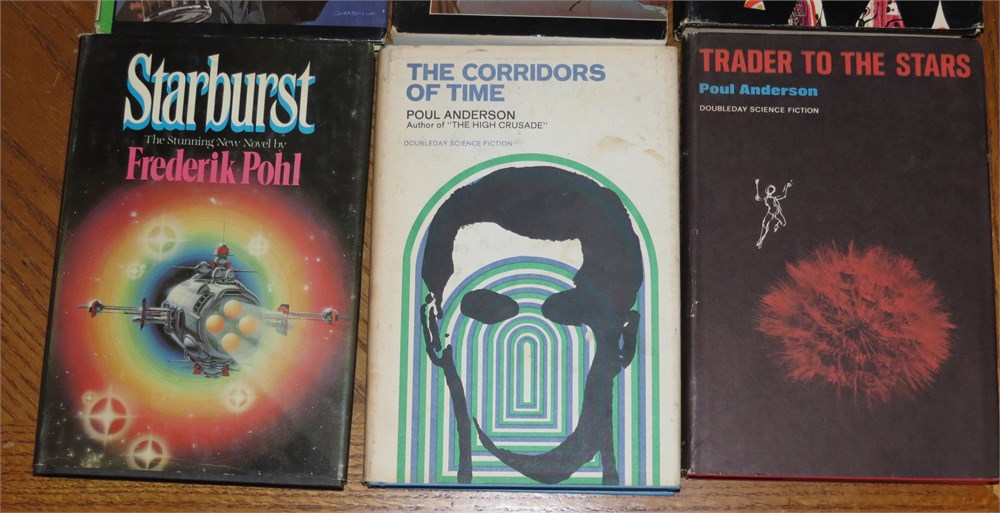 Starburst
The Stunning New Novel by
Frederik Pohl
THE CORRIDORS
OF TIME
POUL ANDERSON
Author of "THE HIGH CRUSADE"
DOUBLEDAY SCIENCE FICTION
TRADER TO THE STARS
Poul Anderson
DOUBLEDAY SCIENCE FICTION